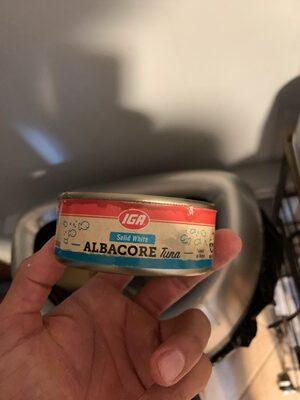 IGA
Solid White
ALBACORE Tuna